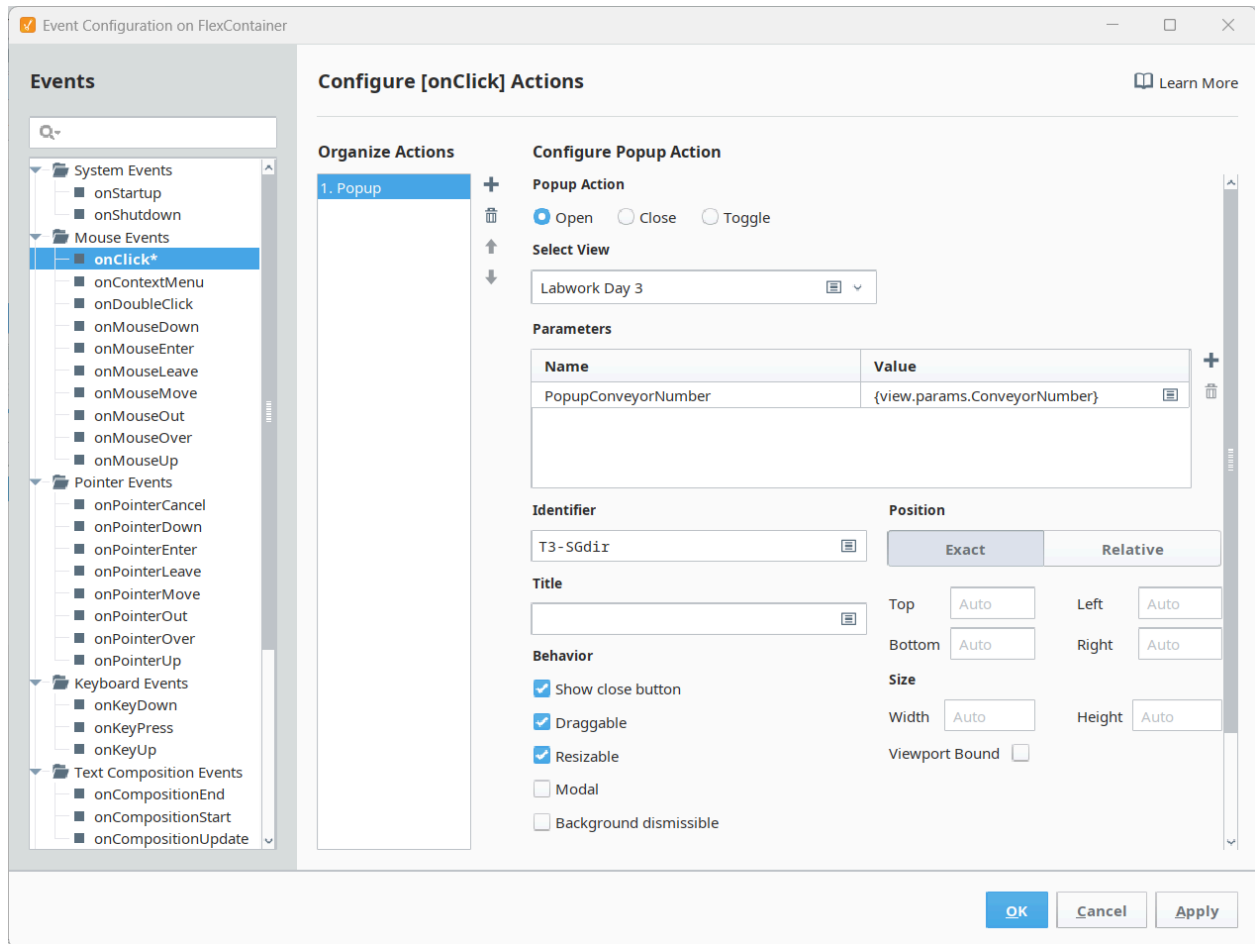 Event Configuration on FlexContainer
Events
System Events
onStartup
onShutdown
Mouse Events
onClick*
onContextMenu
onDoubleClick
onMouseDown
onMouseEnter
onMouseLeave
onMouseMove
onMouseOut
onMouseOver
onMouseUp
Pointer Events
onPointerCancel
onPointerDown
onPointerEnter
onPointerLeave
onPointerMove
onPointerOut
onPointerOver
onPointerUp
Keyboard Events
onKeyDown
onKeyPress
onKeyUp
Text Composition Events
onCompositionEnd
onCompositionStart
onCompositionUpdate
Configure [onClick] Actions
Learn More
Organize Actions
1. Popup
Configure Popup Action
Popup Action
Open Close Toggle
Select View
Labwork Day 3
Parameters
Name Value
PopupConveyorNumber {view.params.ConveyorNumber}
Identifier
T3-SGdir
Title
Behavior
Show close button
Draggable
Resizable
Modal
Background dismissible
Position
Exact Relative
Top Auto Left Auto
Bottom Auto Right Auto
Size
Width Auto Height Auto
Viewport Bound
OK Cancel Apply